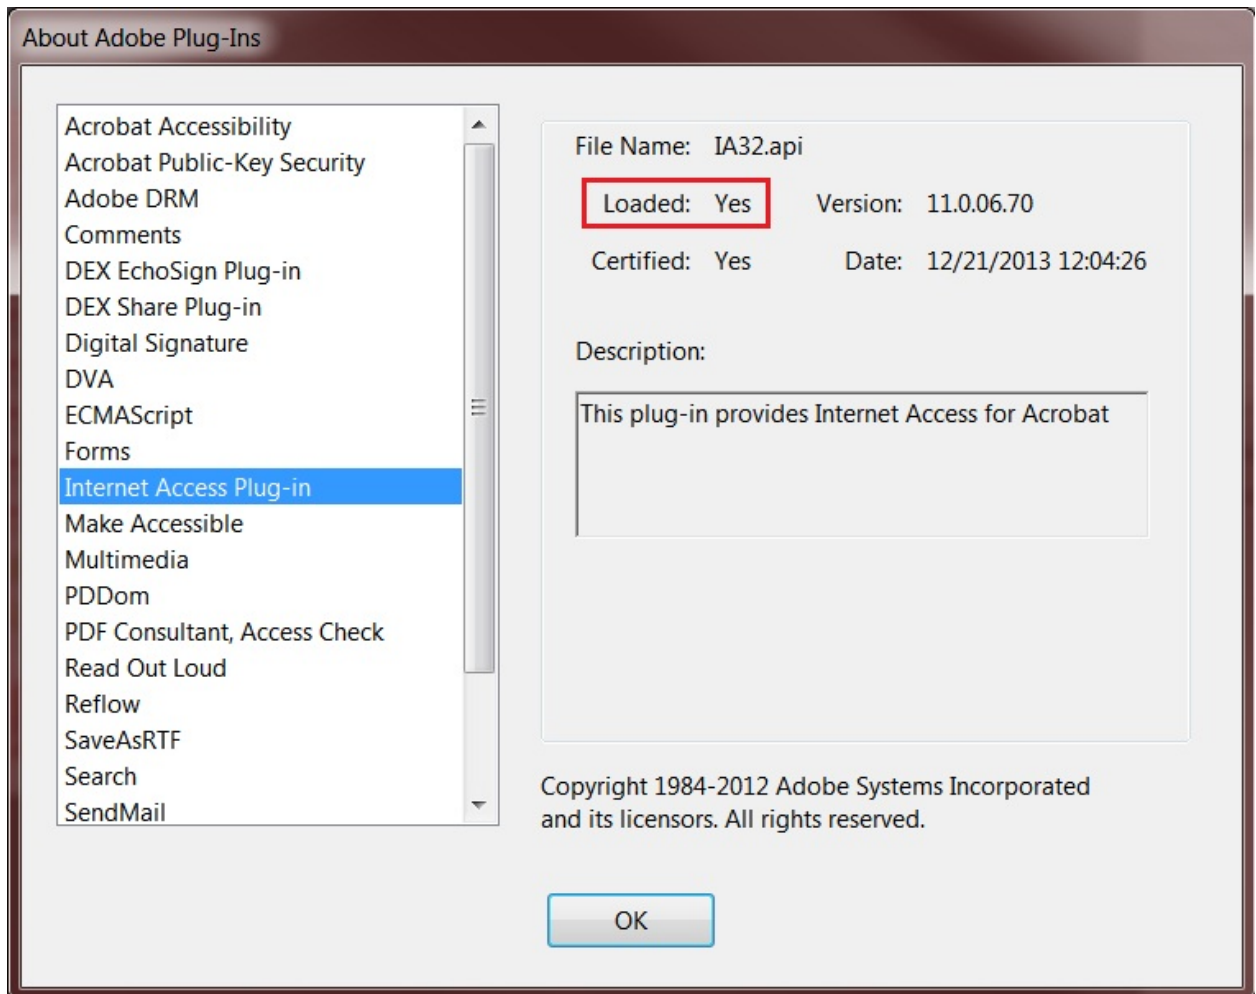 About Adobe Plug-Ins
Acrobat Accessibility
Acrobat Public-Key Security
Adobe DRM
Comments
DEX EchoSign Plug-in
DEX Share Plug-in
Digital Signature
DVA
ECMAScript
Forms
Internet Access Plug-in
Make Accessible
Multimedia
PDDom
PDF Consultant, Access Check
Read Out Loud
Reflow
SaveAsRTF
Search
SendMail
File Name: IA32.api
Loaded: Yes Version: 11.0.06.70
Certified: Yes Date: 12/21/2013 12:04:26
Description:
This plug-in provides Internet Access for Acrobat
Copyright 1984-2012 Adobe Systems Incorporated
and its licensors. All rights reserved.
OK